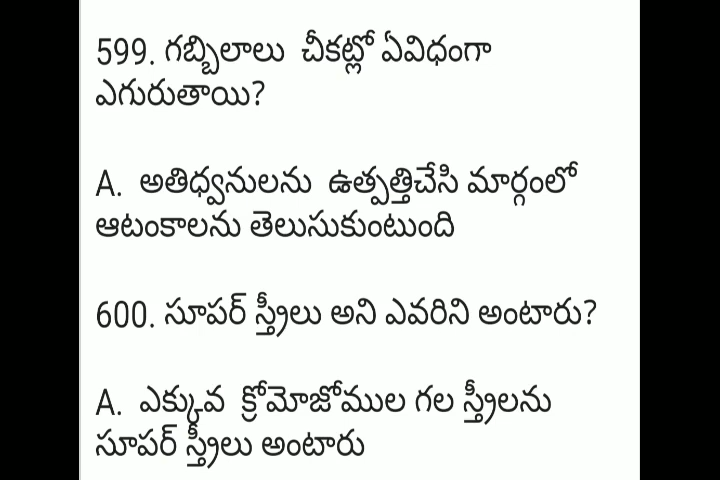 599. గబ్బిలాలు చీకట్లో ఏవిధంగా
ఎగురుతాయి?
A. అతిధ్వనులను ఉత్పత్తిచేసి మార్గంలో
ఆటంకాలను తెలుసుకుంటుంది
600. సూపర్ స్త్రీలు అని ఎవరిని అంటారు?
A. ఎక్కువ క్రోమోజోముల గల స్త్రీలను
సూపర్ స్త్రీలు అంటారు